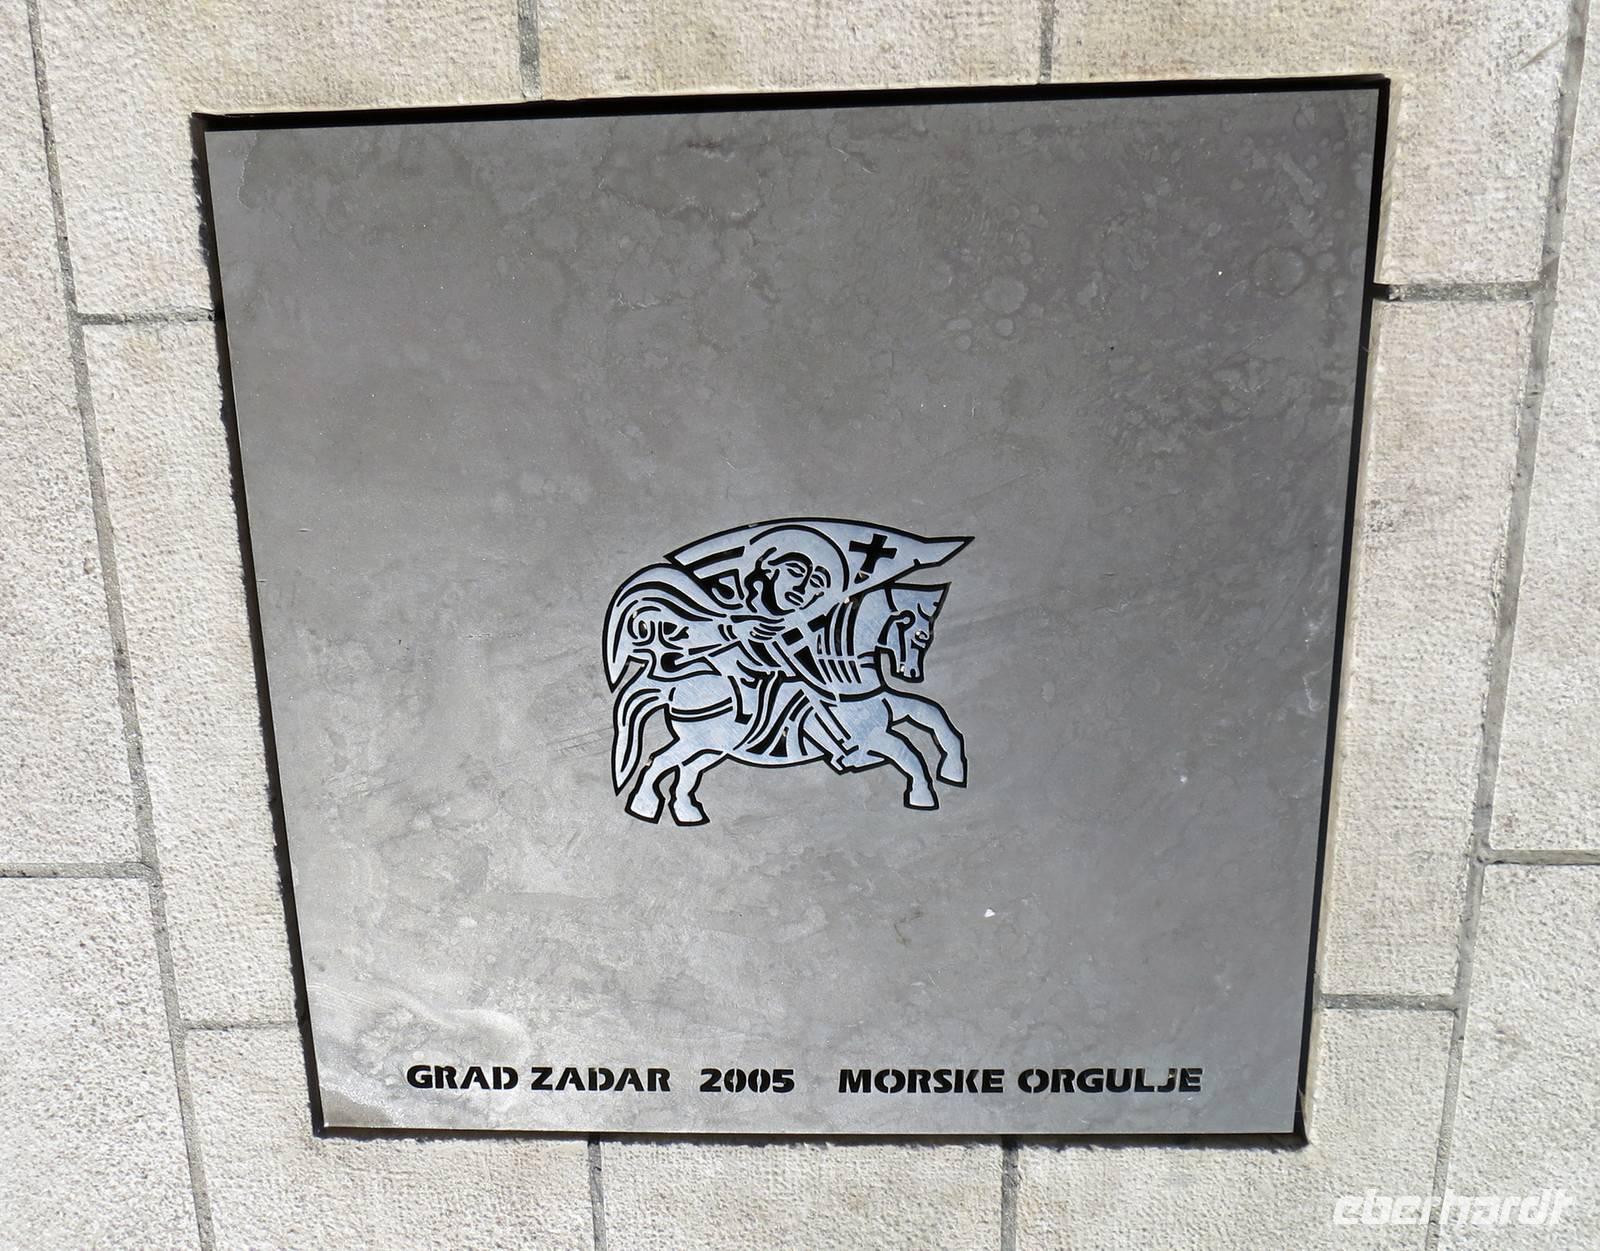 GRAD ZADAR 2005 MORSKE ORGULJE
eberhardt